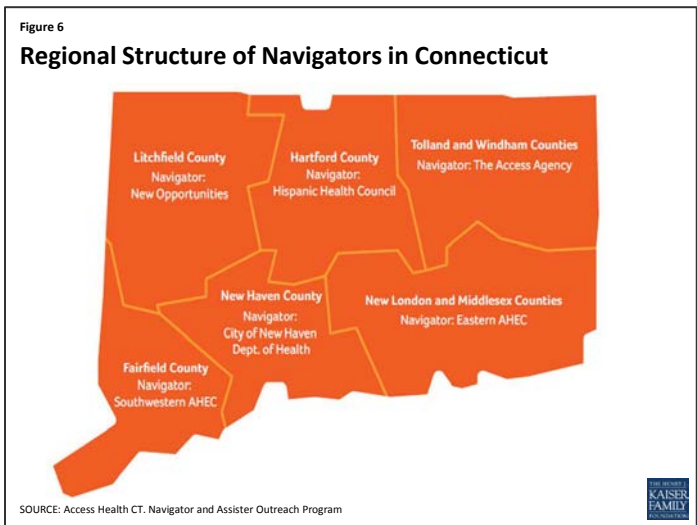 Figure 6
Regional Structure of Navigators in Connecticut
Litchfield County
Navigator:
New Opportunities
Hartford County
Navigator:
Hispanic Health Council
Tolland and Windham Counties
Navigator: The Access Agency
New Haven County
Navigator:
City of New Haven
Dept. of Health
New London and Middlesex Counties
Navigator: Eastern AHEC
Fairfield County
Navigator:
Southwestern AHEC
SOURCE: Access Health CT. Navigator and Assister Outreach Program
THE HENRY J.
KAISER
FAMILY
FOUNDATION